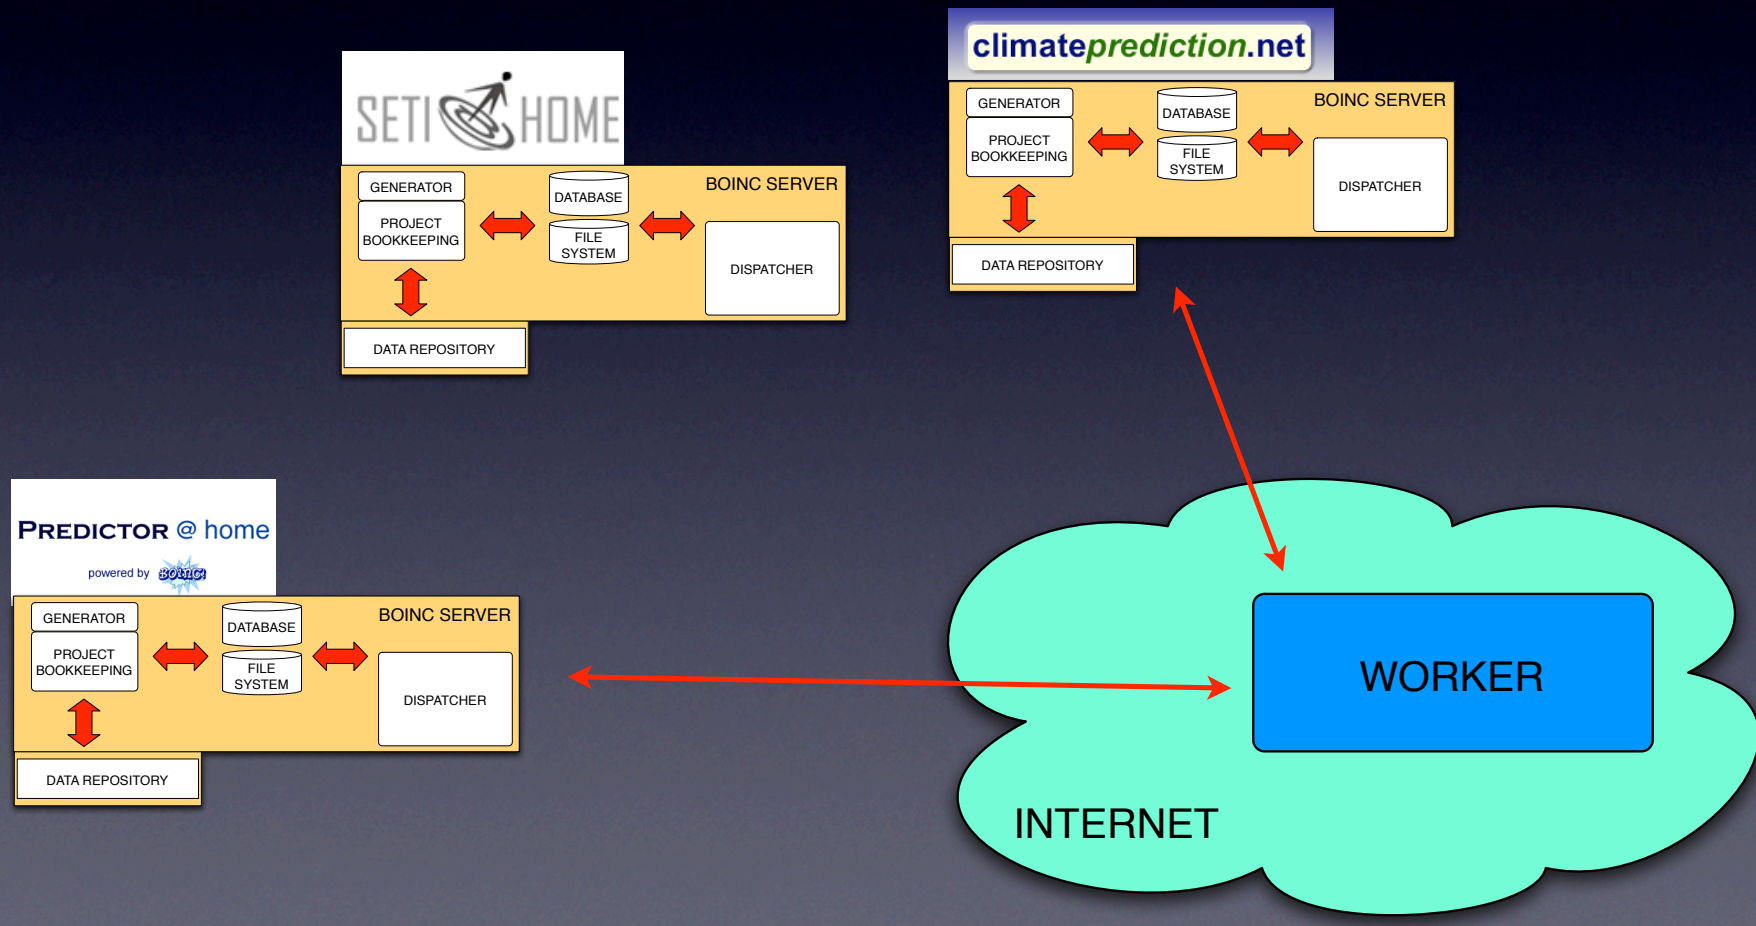 climateprediction.net
BOINC SERVER
GENERATOR
PROJECT
BOOKKEEPING
DATABASE
FILE
SYSTEM
DISPATCHER
DATA REPOSITORY
SETI HOME
BOINC SERVER
GENERATOR
PROJECT
BOOKKEEPING
DATABASE
FILE
SYSTEM
DISPATCHER
DATA REPOSITORY
PREDICTOR @ home
powered by BOINC!
BOINC SERVER
GENERATOR
PROJECT
BOOKKEEPING
DATABASE
FILE
SYSTEM
DISPATCHER
DATA REPOSITORY
WORKER
INTERNET